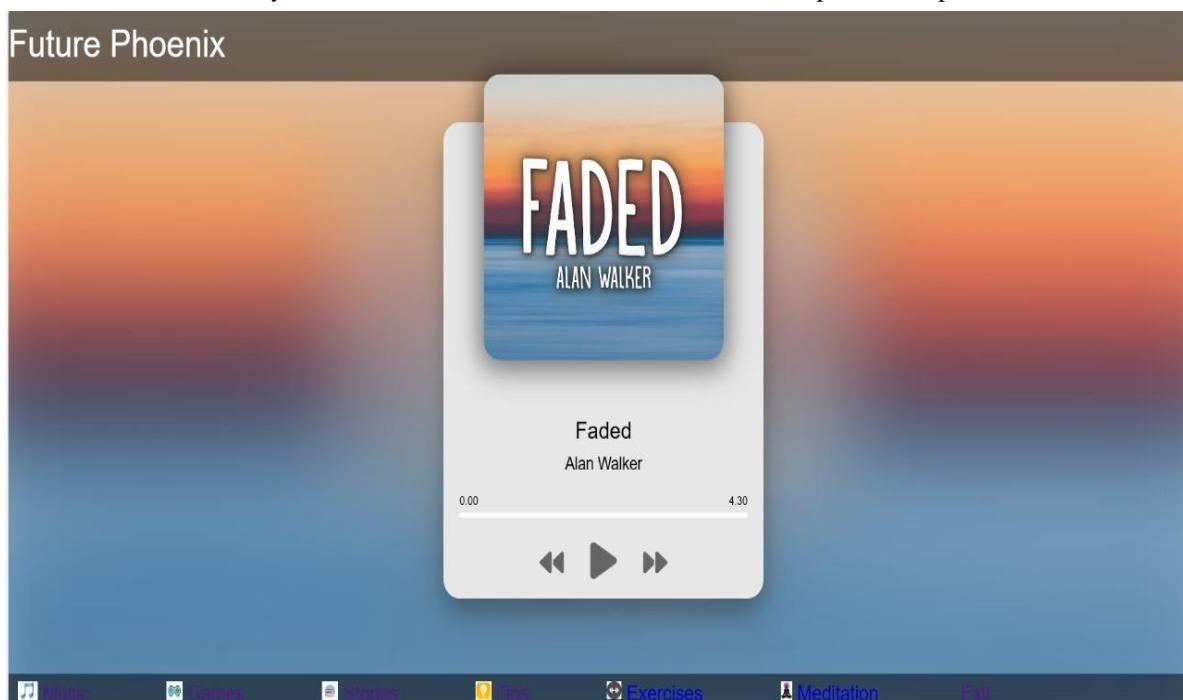 Future Phoenix
FADED
ALAN WALKER
Faded
Alan Walker
0.00 4.30
Music Games Stories Tips Exercises Meditation Exit